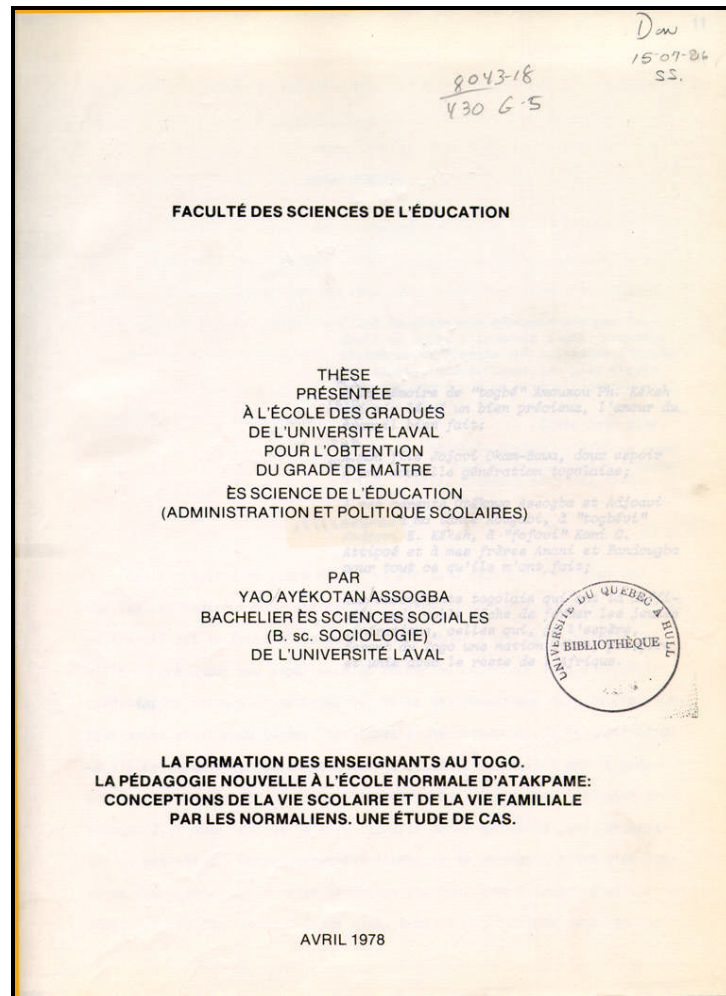 Don 11
15-07-86
SS.
8043-18
430 G-5
FACULTÉ DES SCIENCES DE L'ÉDUCATION
THÈSE
PRÉSENTÉE
À L'ÉCOLE DES GRADUÉS
DE L'UNIVERSITÉ LAVAL
POUR L'OBTENTION
DU GRADE DE MAÎTRE
ÈS SCIENCE DE L'ÉDUCATION
(ADMINISTRATION ET POLITIQUE SCOLAIRES)
PAR
YAO AYÉKOTAN ASSOGBA
BACHELIER ÈS SCIENCES SOCIALES
(B. sc. SOCIOLOGIE)
DE L'UNIVERSITÉ LAVAL
UNIVERSITÉ DU QUÉBEC À HULL
BIBLIOTHÈQUE
LA FORMATION DES ENSEIGNANTS AU TOGO.
LA PÉDAGOGIE NOUVELLE À L'ÉCOLE NORMALE D'ATAKPAME:
CONCEPTIONS DE LA VIE SCOLAIRE ET DE LA VIE FAMILIALE
PAR LES NORMALIENS. UNE ÉTUDE DE CAS.
AVRIL 1978